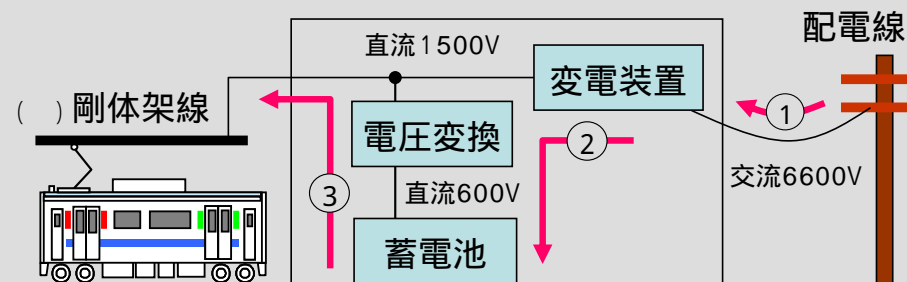 配電線
直流1500V
変電装置
①
(　) 剛体架線
電圧変換
②
交流6600V
③
直流600V
蓄電池